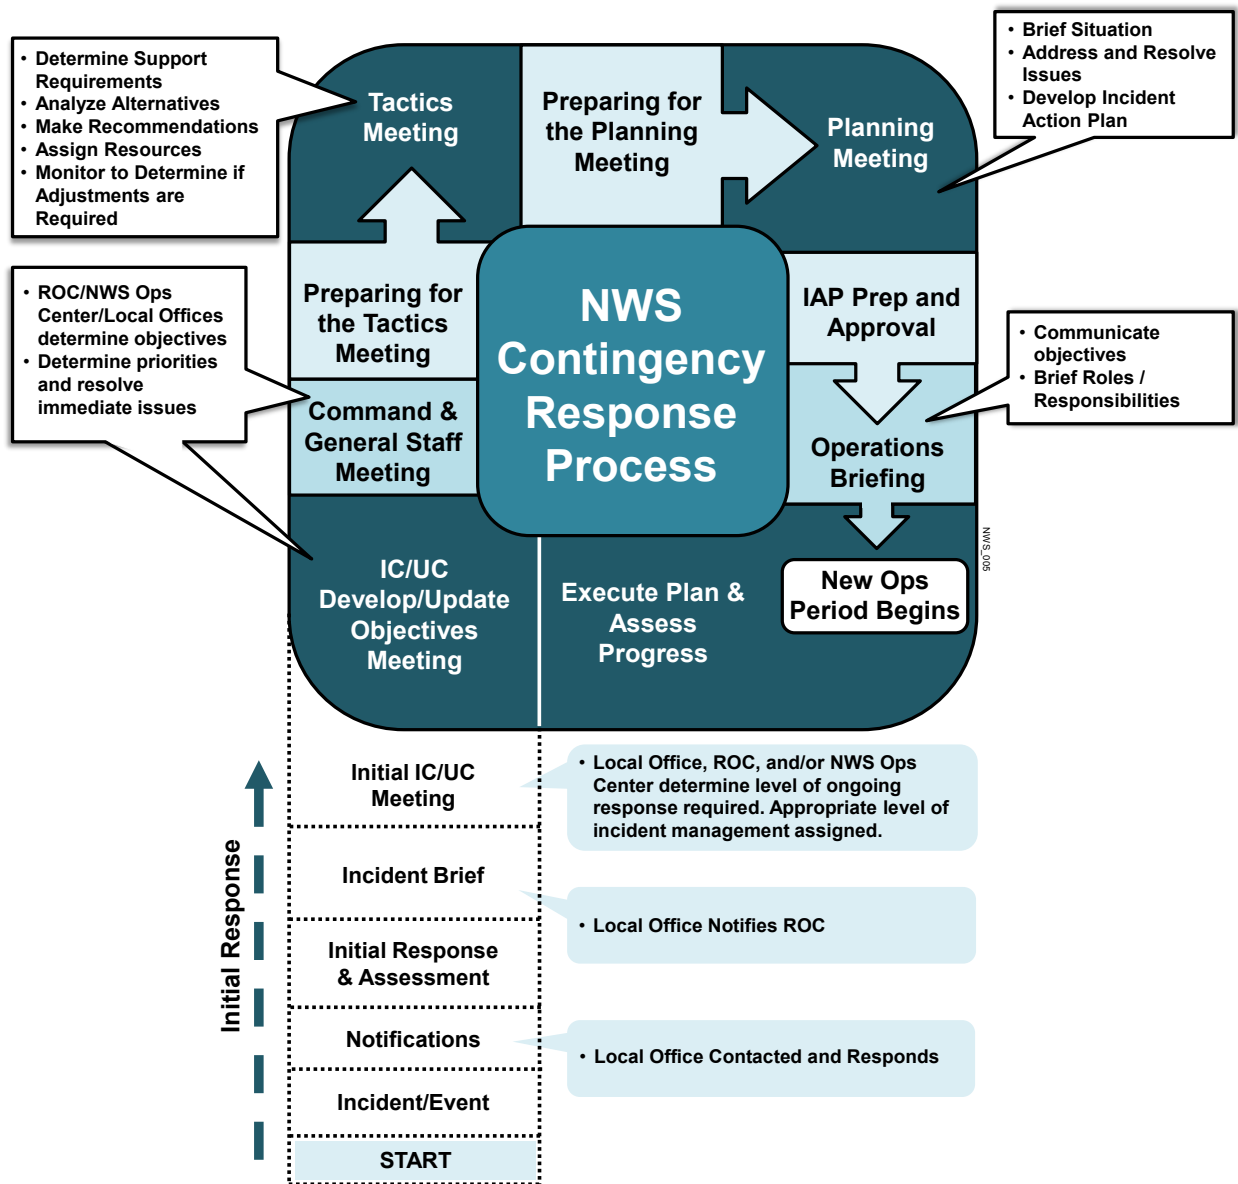 • Determine Support
Requirements
• Analyze Alternatives
• Make Recommendations
• Assign Resources
• Monitor to Determine if
Adjustments are
Required
Tactics
Meeting
Preparing for
the Planning
Meeting
Planning
Meeting
• Brief Situation
• Address and Resolve
Issues
• Develop Incident
Action Plan
• ROC/NWS Ops
Center/Local Offices
determine objectives
• Determine priorities
and resolve
immediate issues
Preparing for
the Tactics
Meeting
Command &
General Staff
Meeting
NWS
Contingency
Response
Process
IAP Prep and
Approval
Operations
Briefing
• Communicate
objectives
• Brief Roles /
Responsibilities
NWS_005
IC/UC
Develop/Update
Objectives
Meeting
Execute Plan &
Assess
Progress
New Ops
Period Begins
Initial Response
Initial IC/UC
Meeting
• Local Office, ROC, and/or NWS Ops
Center determine level of ongoing
response required. Appropriate level of
incident management assigned.
Incident Brief
• Local Office Notifies ROC
Initial Response
& Assessment
Notifications
• Local Office Contacted and Responds
Incident/Event
START